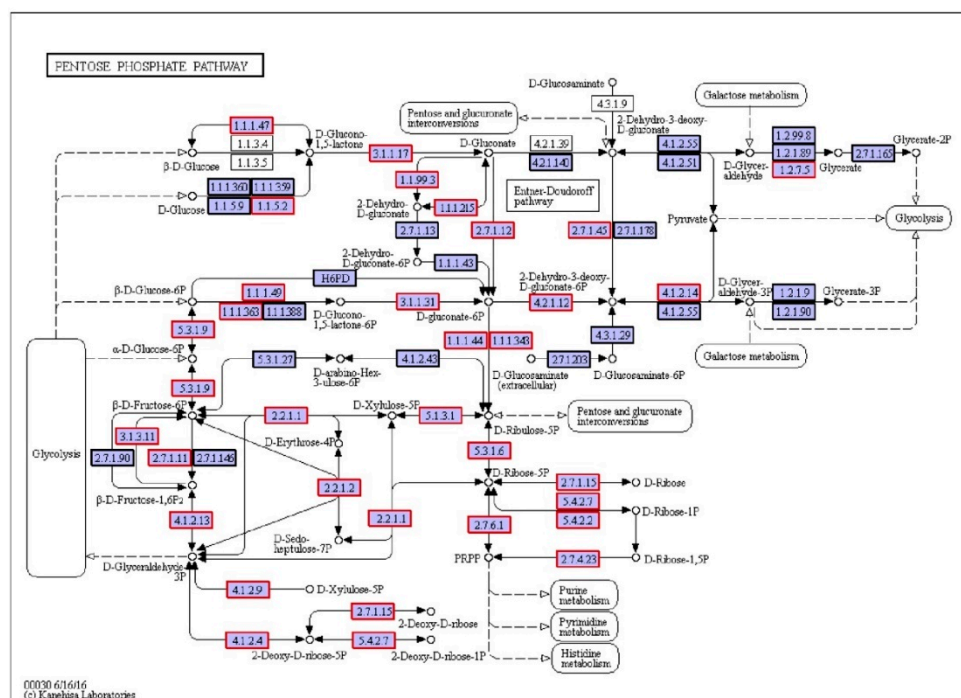 PENTOSE PHOSPHATE PATHWAY
D-Glucosaminate
4.3.1.9
Galactose metabolism
Pentose and glucuronate
interconversions
2-Dehydro-3-deoxy-
D-gluconate
1.1.1.47
1.1.3.4
1.1.3.5
β-D-Glucose
D-Glucono-
1,5-lactone
3.1.1.17
D-Gluconate
4.2.1.39
4.2.1.140
4.1.2.55
4.1.2.51
D-Glycer-
aldehyde
1.2.99.8
1.2.1.89
1.2.7.5
Glycerate
2.7.1.165
Glycerate-2P
1.1.1.360
1.1.1.359
1.1.5.9
1.1.5.2
D-Glucose
1.1.99.3
2-Dehydro-
D-gluconate
1.1.1.215
Entner-Doudoroff
pathway
2.7.1.13
2.7.1.12
2.7.1.45
2.7.1.178
Pyruvate
Glycolysis
2-Dehydro-
D-gluconate-6P
1.1.1.43
H6PD
β-D-Glucose-6P
1.1.1.49
1.1.1.363
1.1.1.388
D-Glucono-
1,5-lactone-6P
3.1.1.31
D-gluconate-6P
4.2.1.12
2-Dehydro-3-deoxy-
D-gluconate-6P
4.1.2.14
4.1.2.55
D-Glycer-
aldehyde-3P
1.2.1.9
1.2.1.90
Glycerate-3P
5.3.1.9
α-D-Glucose-6P
1.1.1.44
1.1.1.343
4.3.1.29
Galactose metabolism
5.3.1.27
D-arabino-Hex-
3-ulose-6P
4.1.2.43
D-Glucosaminate
(extracellular)
2.7.1.203
D-Glucosaminate-6P
5.3.1.9
Glycolysis
β-D-Fructose-6P
2.2.1.1
D-Xylulose-5P
5.1.3.1
D-Ribulose-5P
Pentose and glucuronate
interconversions
3.1.3.11
2.7.1.90
2.7.1.11
2.7.1.146
D-Erythrose-4P
5.3.1.6
β-D-Fructose-1,6P2
2.2.1.2
D-Ribose-5P
2.7.1.15
D-Ribose
5.4.2.7
5.4.2.2
D-Ribose-1P
4.1.2.13
2.2.1.1
2.7.6.1
D-Sedo-
heptulose-7P
D-Glyceraldehyde-
3P
PRPP
2.7.4.23
D-Ribose-1,5P
4.1.2.9
D-Xylulose-5P
Purine
metabolism
2.7.1.15
2-Deoxy-D-ribose
Pyrimidine
metabolism
4.1.2.4
2-Deoxy-D-ribose-5P
5.4.2.7
2-Deoxy-D-ribose-1P
Histidine
metabolism
00030 6/16/16
(c) Kanehisa Laboratories